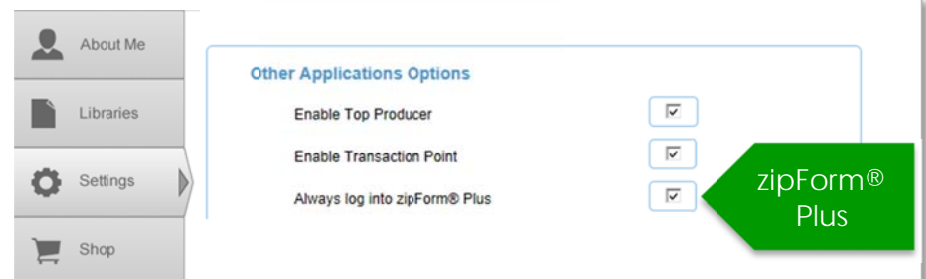 About Me
Libraries
Settings
Shop
Other Applications Options
Enable Top Producer
Enable Transaction Point
Always log into zipForm® Plus
zipForm®
Plus